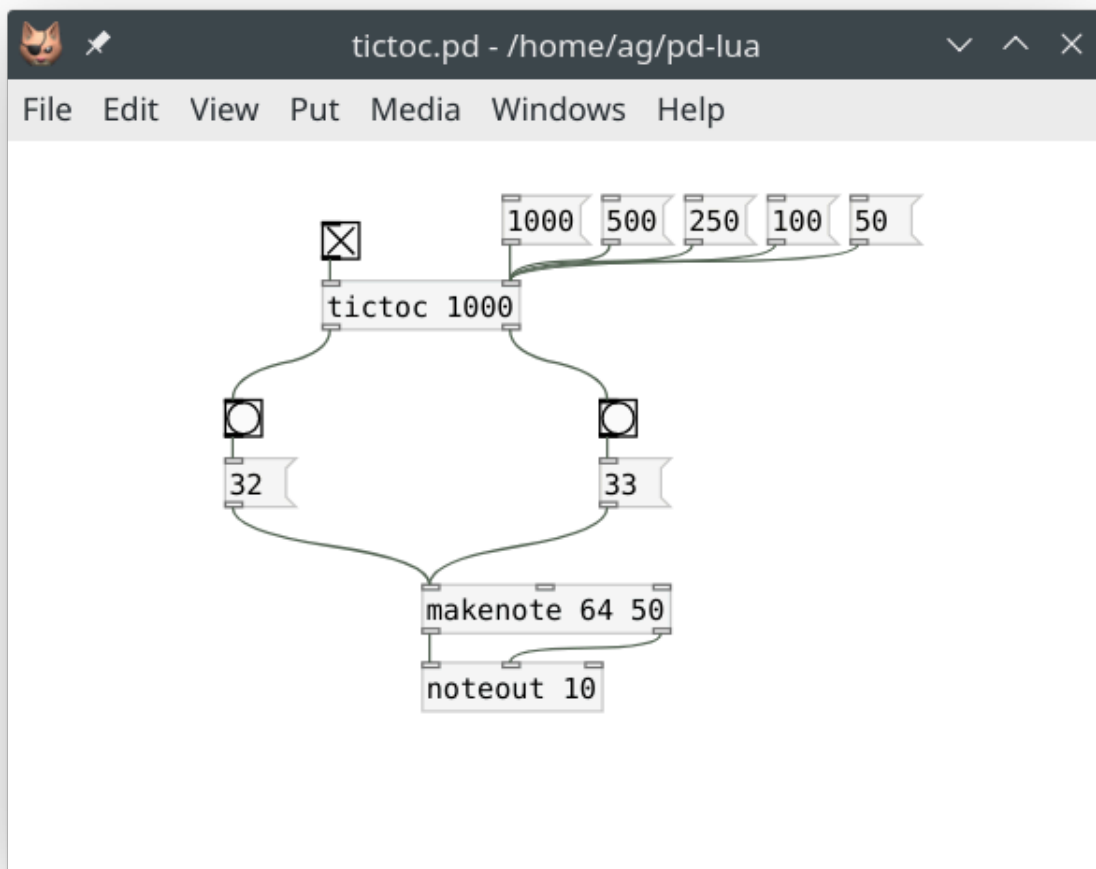 tictoc.pd - /home/ag/pd-lua
File Edit View Put Media Windows Help
1000 500 250 100 50
tictoc 1000
32 33
makenote 64 50
noteout 10